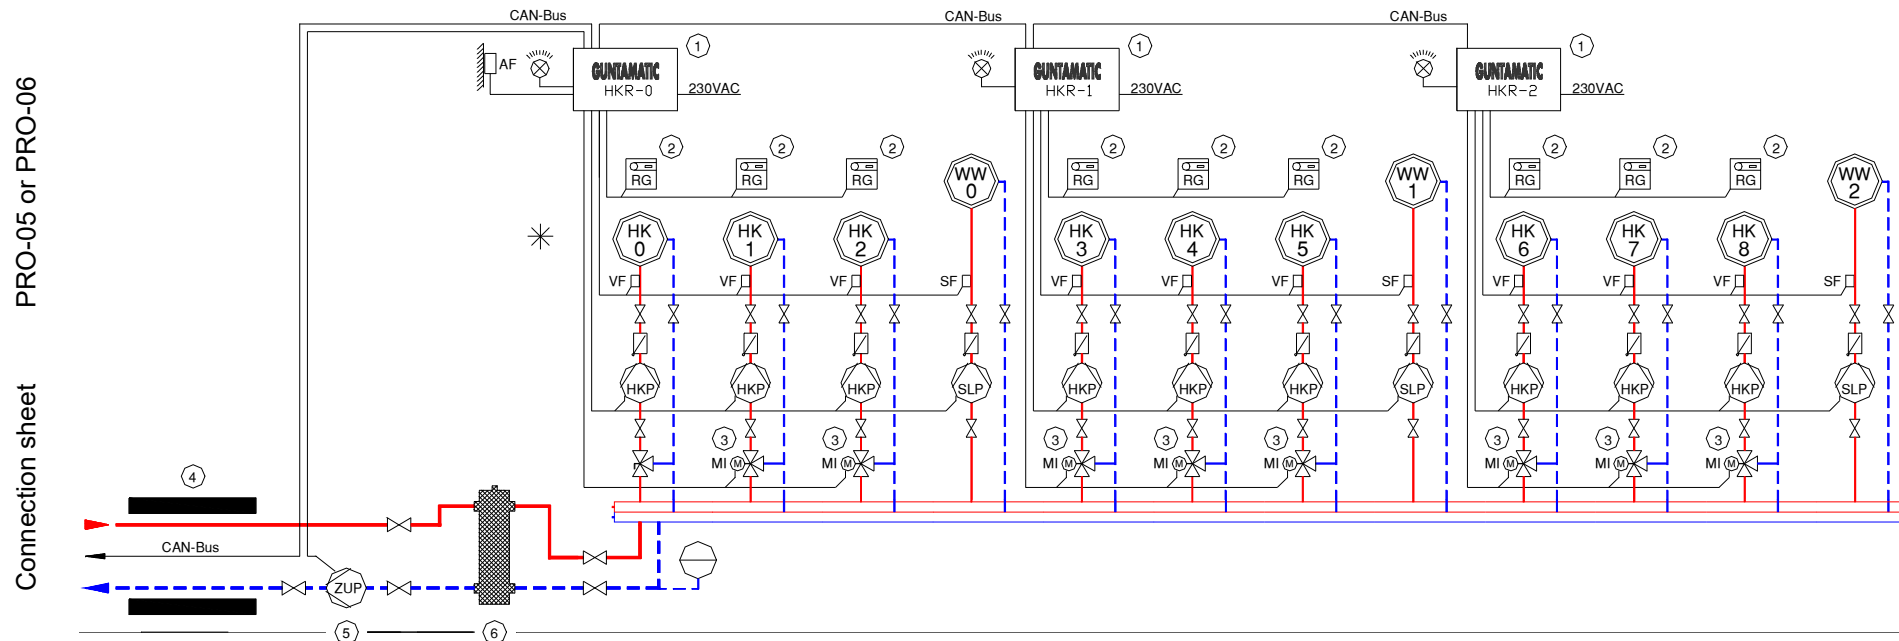 CAN-Bus CAN-Bus CAN-Bus
1 1 1
AF GUNTAMATIC GUNTAMATIC GUNTAMATIC
HKR-0 230VAC HKR-1 230VAC HKR-2 230VAC
PRO-05 or PRO-06
2 2 2 2 2 2 2 2 2
RG RG RG RG RG RG RG RG RG
WW 0 WW 1 WW 2
HK 0 HK 1 HK 2 HK 3 HK 4 HK 5 HK 6 HK 7 HK 8
VF VF VF SF VF VF VF SF VF VF VF SF
HKP HKP HKP SLP HKP HKP HKP SLP HKP HKP HKP SLP
Connection sheet
3 3 3 3 3 3 3 3
MI M MI M MI M MI M MI M MI M MI M MI M
4
CAN-Bus
ZUP
5 6